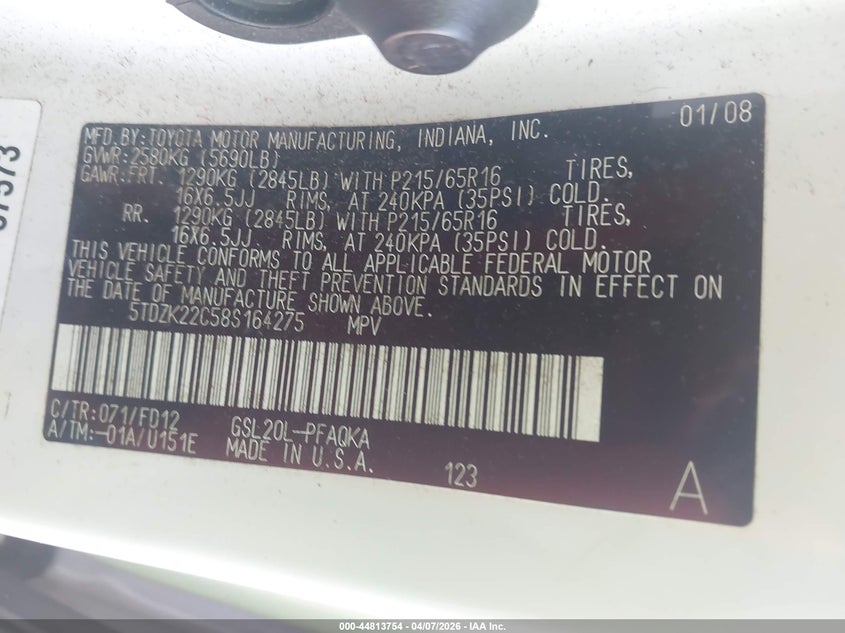 MFD.BY:TOYOTA MOTOR MANUFACTURING, INDIANA, INC. 01/08
GVWR:2580KG (5690LB)
GAWR:FRT. 1290KG (2845LB) WITH P215/65R16 TIRES,
16X6.5JJ RIMS, AT 240KPA (35PSI) COLD.
RR. 1290KG (2845LB) WITH P215/65R16 TIRES,
16X6.5JJ. RIMS, AT 240KPA (35PSI) COLD.
THIS VEHICLE CONFORMS TO ALL APPLICABLE FEDERAL MOTOR
VEHICLE SAFETY AND THEFT PREVENTION STANDARDS IN EFFECT ON
THE DATE OF MANUFACTURE SHOWN ABOVE.
5TDZK22C58S164275 MPV
C/TR:071/FD12 GSL20L-PFAQKA
A/TM:-01A/U151E MADE IN U.S.A.
123
A
000-44813754 - 04/07/2026 - IAA Inc.